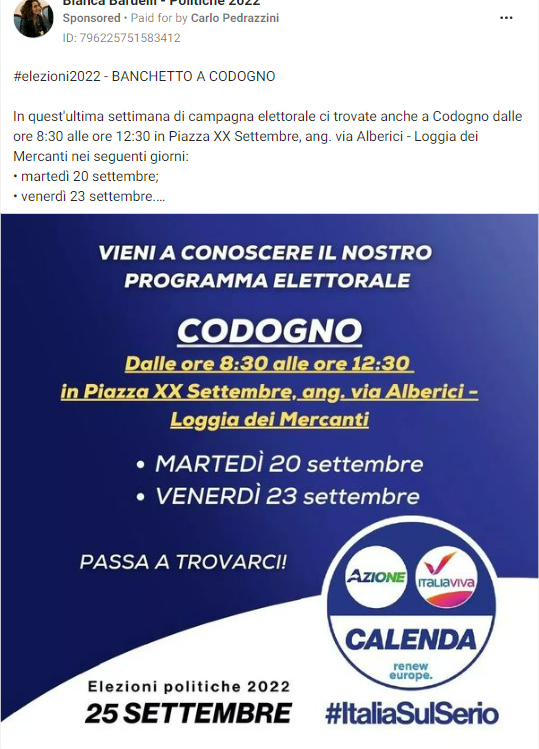 Bianca Bardelli - Politiche 2022
Sponsored • Paid for by Carlo Pedrazzini
ID: 796225751583412
#elezioni2022 - BANCHETTO A CODOGNO
In quest'ultima settimana di campagna elettorale ci trovate anche a Codogno dalle
ore 8:30 alle ore 12:30 in Piazza XX Settembre, ang. via Alberici - Loggia dei
Mercanti nei seguenti giorni:
• martedì 20 settembre;
• venerdì 23 settembre....
VIENI A CONOSCERE IL NOSTRO
PROGRAMMA ELETTORALE
CODOGNO
Dalle ore 8:30 alle ore 12:30
in Piazza XX Settembre, ang. via Alberici -
Loggia dei Mercanti
• MARTEDÌ 20 settembre
• VENERDÌ 23 settembre
PASSA A TROVARCI!
AZIONE
ITALIAVIVA
CALENDA
renew
europe.
Elezioni politiche 2022
25 SETTEMBRE
#ItaliaSulSerio